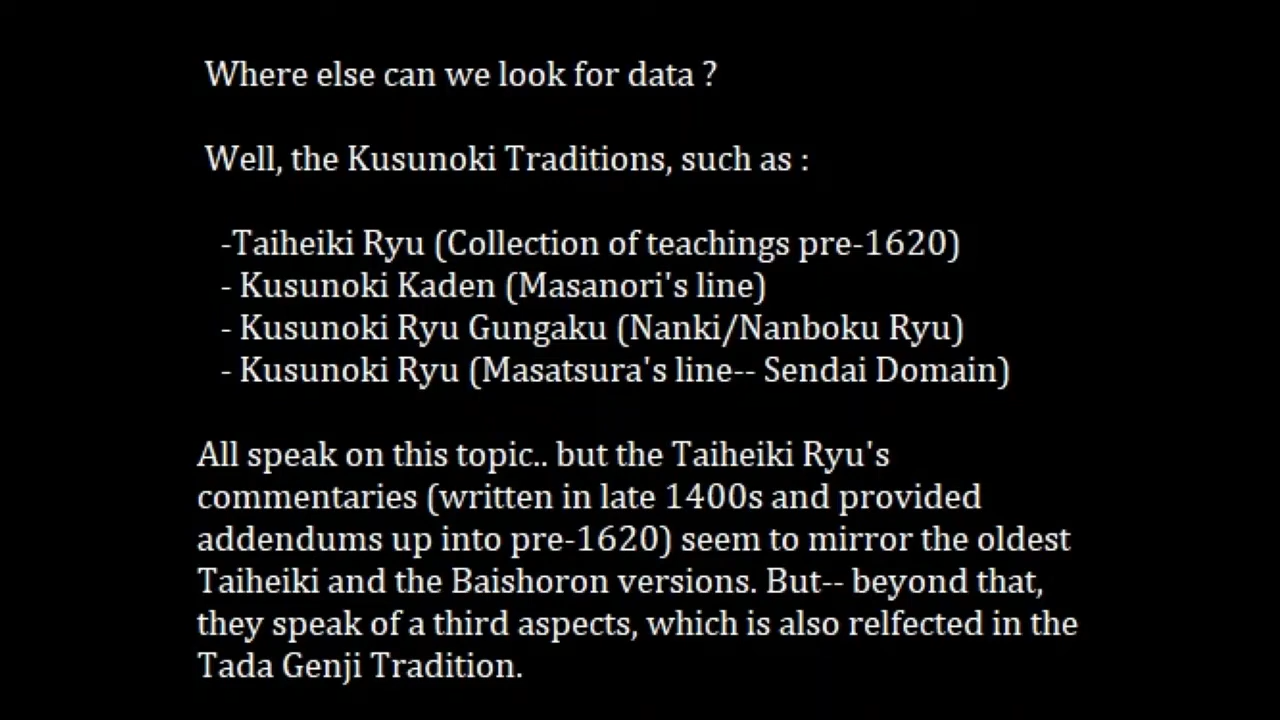 Where else can we look for data ?
Well, the Kusunoki Traditions, such as :
-Taiheiki Ryu (Collection of teachings pre-1620)
- Kusunoki Kaden (Masanori's line)
- Kusunoki Ryu Gungaku (Nanki/Nanboku Ryu)
- Kusunoki Ryu (Masatsura's line-- Sendai Domain)
All speak on this topic.. but the Taiheiki Ryu's
commentaries (written in late 1400s and provided
addendums up into pre-1620) seem to mirror the oldest
Taiheiki and the Baishoron versions. But-- beyond that,
they speak of a third aspects, which is also relfected in the
Tada Genji Tradition.